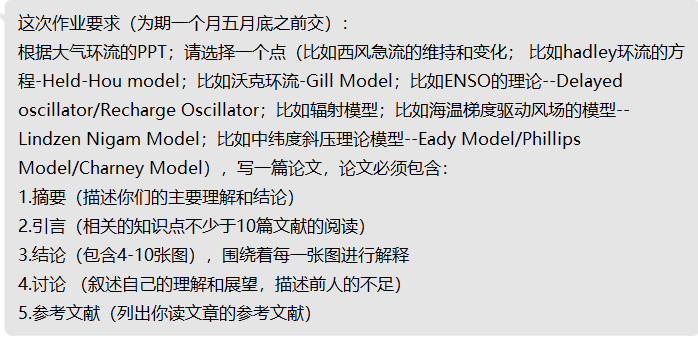 这次作业要求（为期一个月五月底之前交）：
根据大气环流的PPT；请选择一个点（比如西风急流的维持和变化； 比如hadley环流的方
程-Held-Hou model；比如沃克环流-Gill Model；比如ENSO的理论--Delayed
oscillator/Recharge Oscillator；比如辐射模型；比如海温梯度驱动风场的模型--
Lindzen Nigam Model；比如中纬度斜压理论模型--Eady Model/Phillips
Model/Charney Model），写一篇论文，论文必须包含：
1.摘要（描述你们的主要理解和结论）
2.引言（相关的知识点不少于10篇文献的阅读）
3.结论（包含4-10张图），围绕着每一张图进行解释
4.讨论 （叙述自己的理解和展望，描述前人的不足）
5.参考文献（列出你读文章的参考文献）